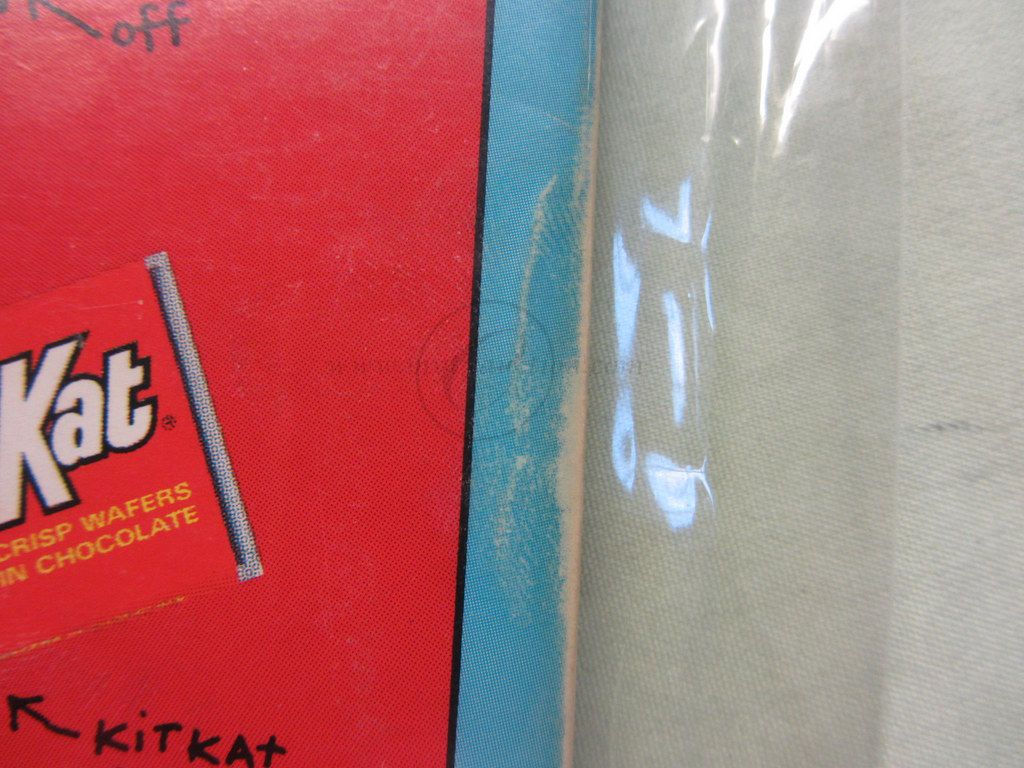 off
Kat®
CRISP WAFERS
IN CHOCOLATE
KiTKAt